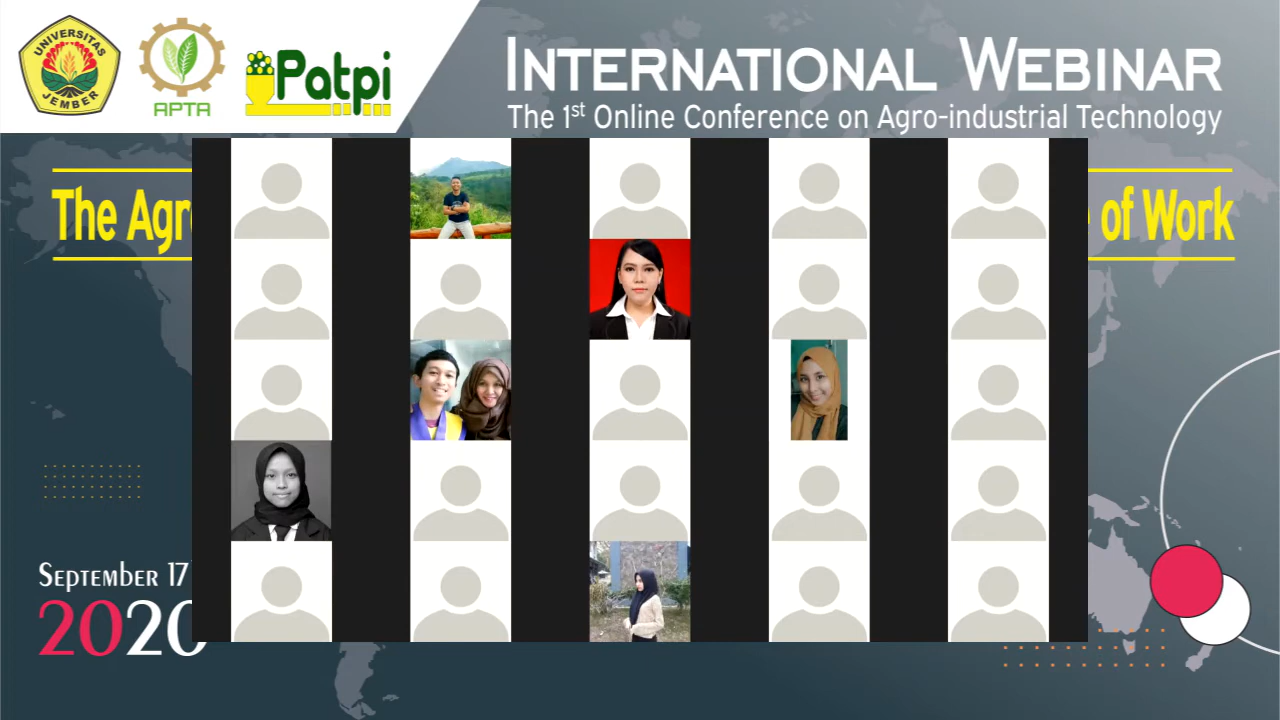 UNIVERSITAS
JEMBER
APTA
Patpi
INTERNATIONAL WEBINAR
The 1st Online Conference on Agro-industrial Technology
The Agr
of Work
SEPTEMBER 17
2020